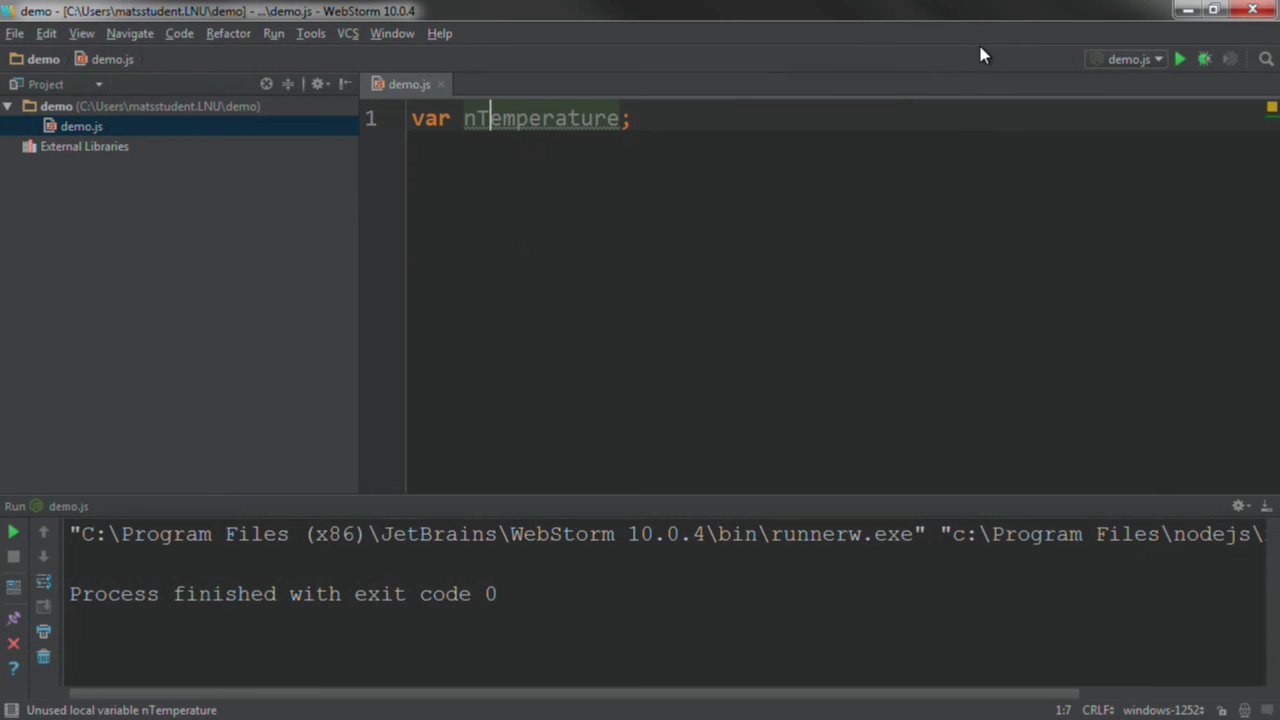 demo - [C:\Users\matsstudent.LNU\demo] - ...\demo.js - WebStorm 10.0.4
File Edit View Navigate Code Refactor Run Tools VCS Window Help
demo demo.js demo.js
Project demo.js
demo (C:\Users\matsstudent.LNU\demo)
demo.js
External Libraries
1 var nTemperature;
Run demo.js
"C:\Program Files (x86)\JetBrains\WebStorm 10.0.4\bin\runnerw.exe" "c:\Program Files\nodejs\
Process finished with exit code 0
Unused local variable nTemperature 1:7 CRLF windows-1252